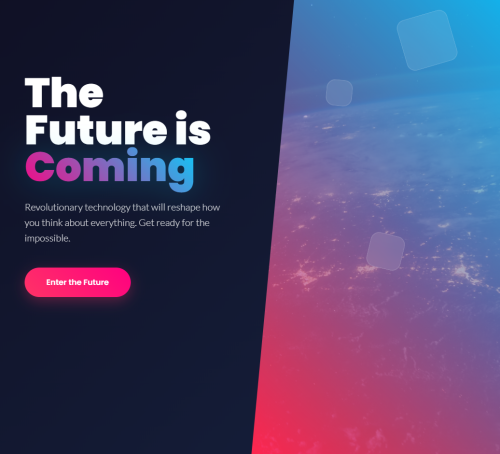 The
Future is
Coming
Revolutionary technology that will reshape how
you think about everything. Get ready for the
impossible.
Enter the Future